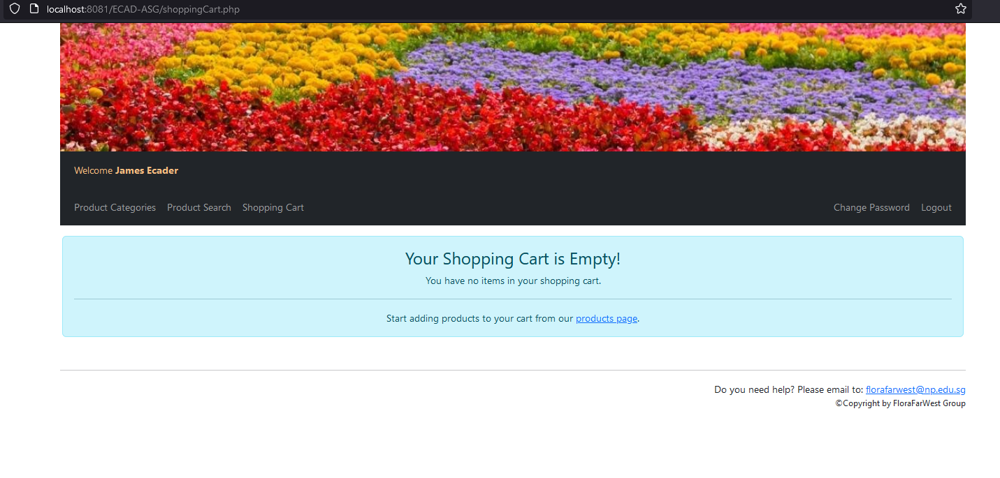 localhost:8081/ECAD-ASG/shoppingCart.php
Welcome James Ecader
Product Categories Product Search Shopping Cart Change Password Logout
Your Shopping Cart is Empty!
You have no items in your shopping cart.
Start adding products to your cart from our products page.
Do you need help? Please email to: florafarwest@np.edu.sg
©Copyright by FloraFarWest Group